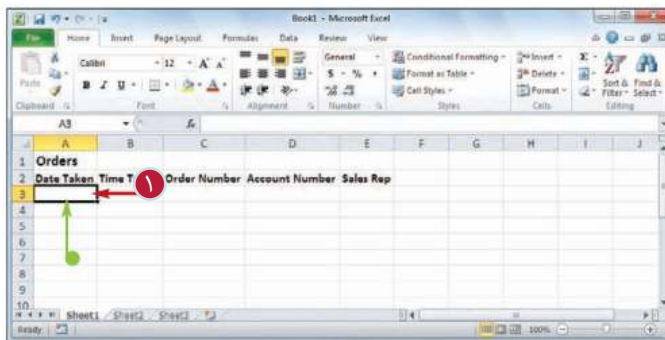 Book1 - Microsoft Excel
File Home Insert Page Layout Formulas Data Review View
Calibri 12 A A General Conditional Formatting Insert Σ
Paste B I U A $ % , Format as Table Delete Sort & Find &
Cell Styles Format Filter Select
Clipboard Font Alignment Number Styles Cells Editing
A3 fx
A B C D E F G H I J
1 Orders
2 Date Taken Time T Order Number Account Number Sales Rep
3 ١
4
5
6
7
8
9
10
Sheet1 Sheet2 Sheet3
Ready 100%